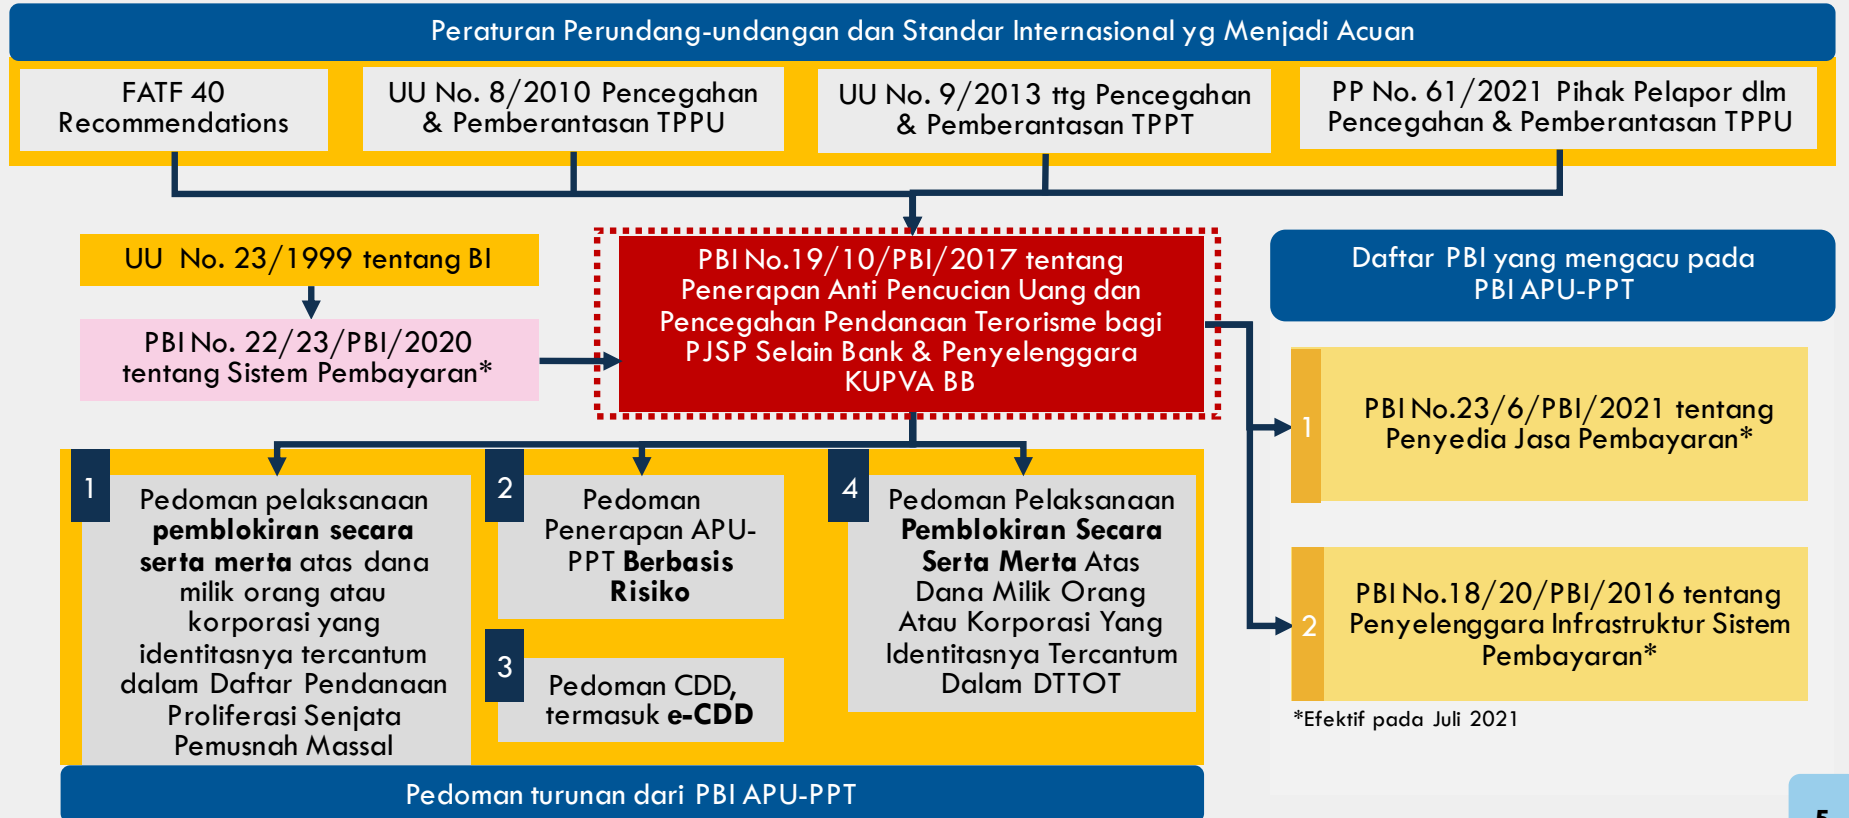 Peraturan Perundang-undangan dan Standar Internasional yg Menjadi Acuan
FATF 40
Recommendations
UU No. 8/2010 Pencegahan
& Pemberantasan TPPU
UU No. 9/2013 ttg Pencegahan
& Pemberantasan TPPT
PP No. 61/2021 Pihak Pelapor dlm
Pencegahan & Pemberantasan TPPU
UU No. 23/1999 tentang BI
PBI No. 22/23/PBI/2020
tentang Sistem Pembayaran*
PBI No.19/10/PBI/2017 tentang
Penerapan Anti Pencucian Uang dan
Pencegahan Pendanaan Terorisme bagi
PJSP Selain Bank & Penyelenggara
KUPVA BB
Daftar PBI yang mengacu pada
PBI APU-PPT
1
PBI No.23/6/PBI/2021 tentang
Penyedia Jasa Pembayaran*
2
PBI No.18/20/PBI/2016 tentang
Penyelenggara Infrastruktur Sistem
Pembayaran*
*Efektif pada Juli 2021
1
Pedoman pelaksanaan
pemblokiran secara
serta merta atas dana
milik orang atau
korporasi yang
identitasnya tercantum
dalam Daftar Pendanaan
Proliferasi Senjata
Pemusnah Massal
2
Pedoman
Penerapan APU-
PPT Berbasis
Risiko
3
Pedoman CDD,
termasuk e-CDD
4
Pedoman Pelaksanaan
Pemblokiran Secara
Serta Merta Atas
Dana Milik Orang
Atau Korporasi Yang
Identitasnya Tercantum
Dalam DTTOT
Pedoman turunan dari PBI APU-PPT
5